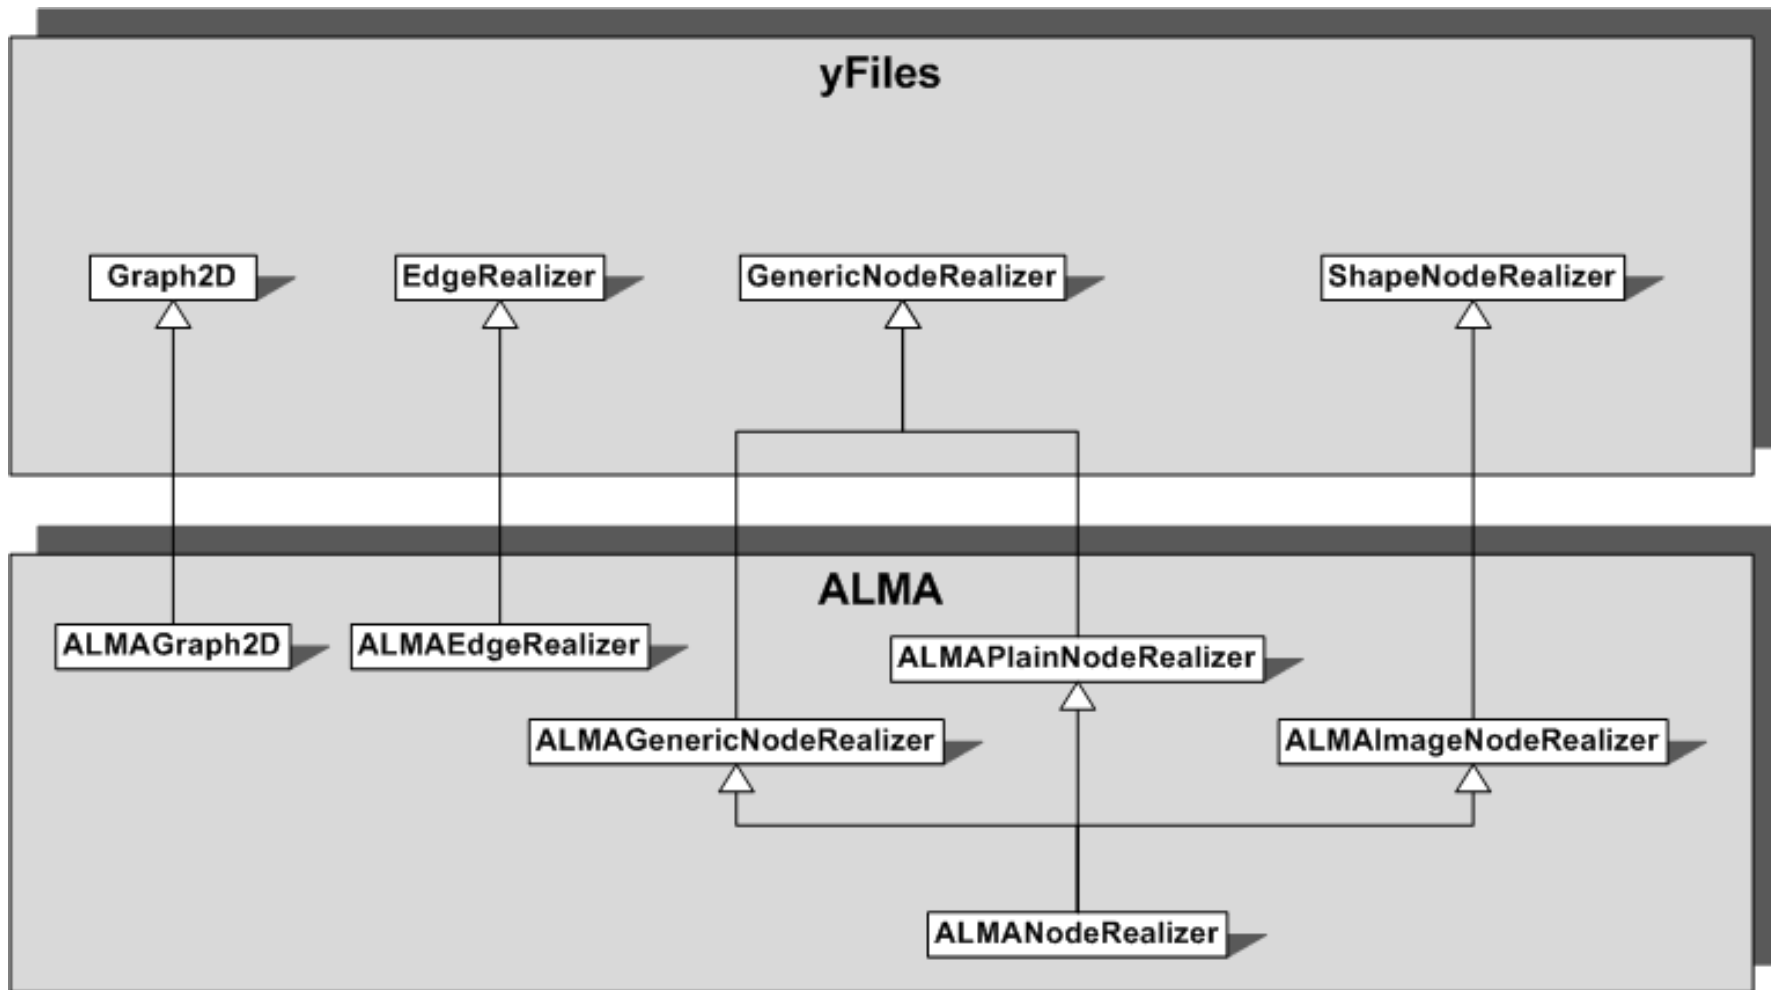 yFiles
Graph2D
EdgeRealizer
GenericNodeRealizer
ShapeNodeRealizer
ALMA
ALMAGraph2D
ALMAEdgeRealizer
ALMAPlainNodeRealizer
ALMAGenericNodeRealizer
ALMAImageNodeRealizer
ALMANodeRealizer